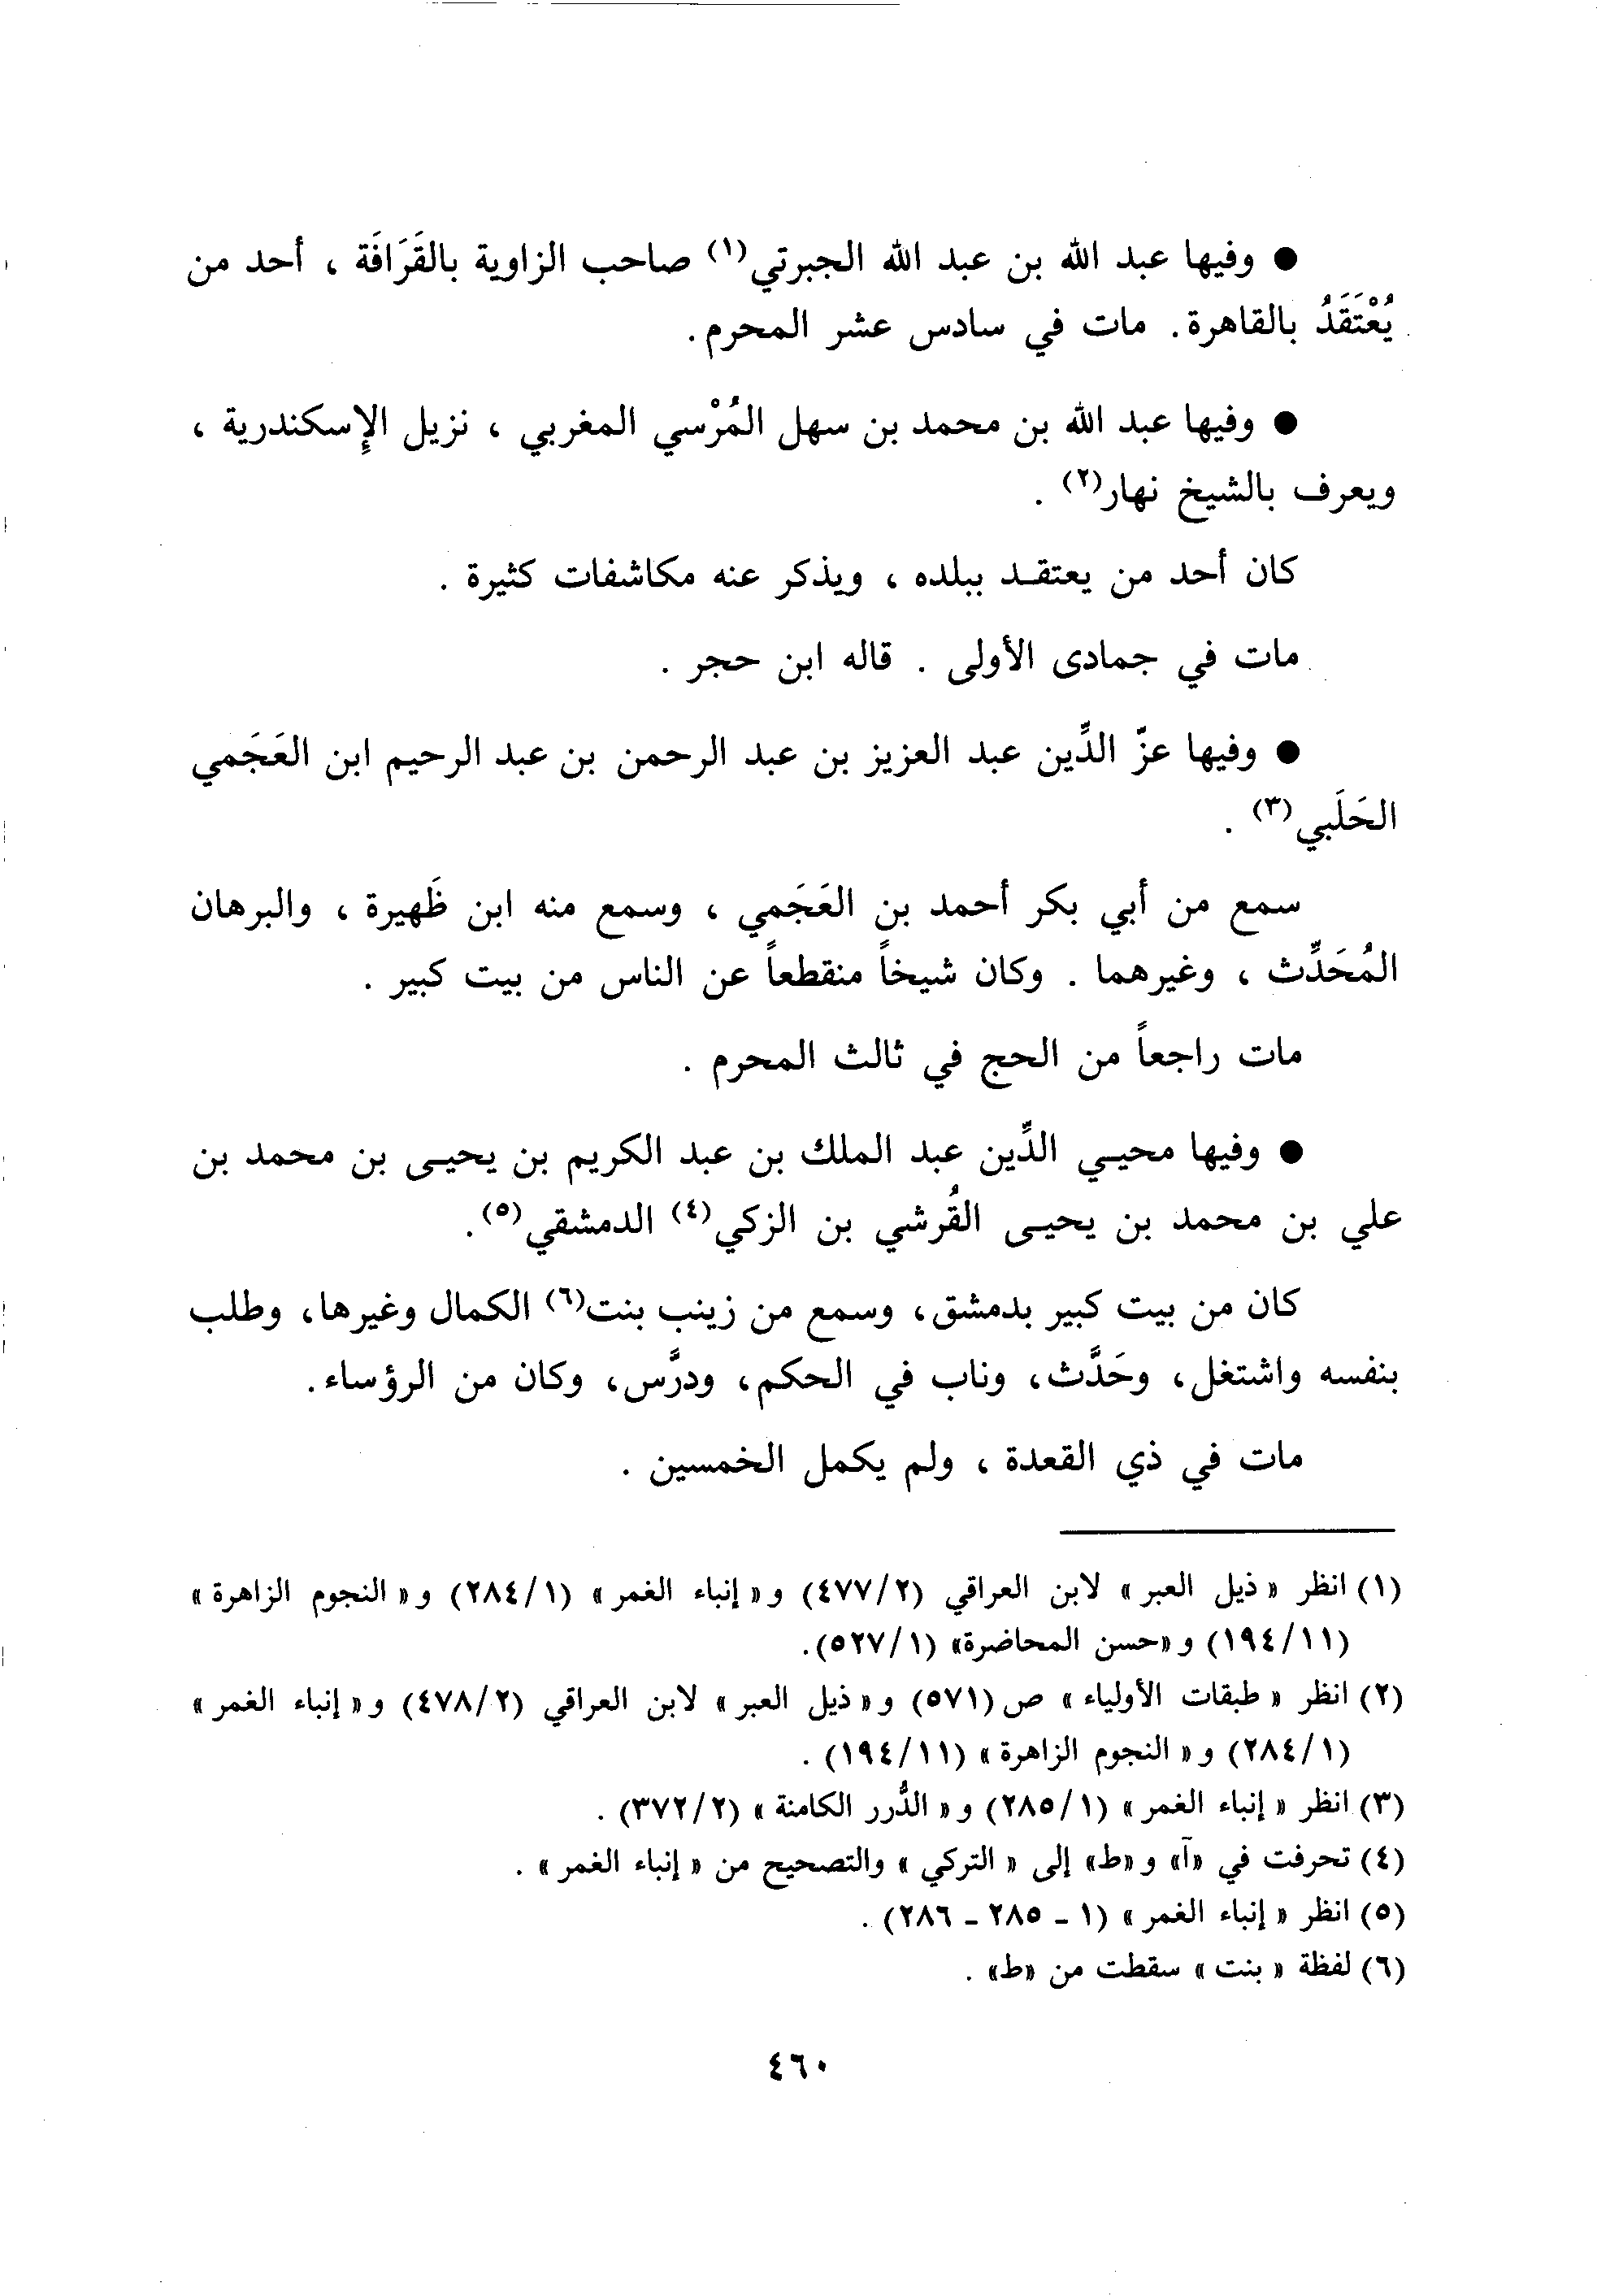 ● وفيها عبد الله بن عبد الله الجبرتي(١) صاحب الزاوية بالقَرَافَة ، أحد من
يُعْتَقَدُ بالقاهرة. مات في سادس عشر المحرم.
● وفيها عبد الله بن محمد بن سهل المُرْسي المغربي ، نزيل الإسكندرية ،
ويعرف بالشيخ نهار(٢) .
كان أحد من يعتقـد ببلده ، ويذكر عنه مكاشفات كثيرة .
مات في جمادى الأولى . قاله ابن حجر .
● وفيها عزّ الدِّين عبد العزيز بن عبد الرحمن بن عبد الرحيم ابن العَجَمي
الحَلَبي(٣) .
سمع من أبي بكر أحمد بن العَجَمي ، وسمع منه ابن ظَهيرة ، والبرهان
المُحَدِّث ، وغيرهما . وكان شيخاً منقطعاً عن الناس من بيت كبير .
مات راجعاً من الحج في ثالث المحرم .
● وفيها محيـي الدِّين عبد الملك بن عبد الكريم بن يحيـى بن محمد بن
علي بن محمد بن يحيـى القُرشي بن الزكي(٤) الدمشقي(٥).
كان من بيت كبير بدمشق، وسمع من زينب بنت(٦) الكمال وغيرها، وطلب
بنفسه واشتغل، وحَدَّث، وناب في الحكم، ودرَّس، وكان من الرؤساء.
مات في ذي القعدة ، ولم يكمل الخمسين .
(١) انظر « ذيل العبر » لابن العراقي (٤٧٧/٢) و« إنباء الغمر » (٢٨٤/١) و« النجوم الزاهرة »
(١٩٤/١١) و«حسن المحاضرة» (٥٢٧/١).
(٢) انظر « طبقات الأولياء » ص (٥٧١) و« ذيل العبر » لابن العراقي (٤٧٨/٢) و« إنباء الغمر »
(٢٨٤/١) و« النجوم الزاهرة » (١٩٤/١١) .
(٣) انظر « إنباء الغمر » (٢٨٥/١) و« الدُّرر الكامنة » (٣٧٢/٢) .
(٤) تحرفت في «آ» و«ط» إلى « التركي » والتصحيح من « إنباء الغمر » .
(٥) انظر « إنباء الغمر » (١ - ٢٨٥ - ٢٨٦) .
(٦) لفظة « بنت » سقطت من «ط» .
٤٦٠